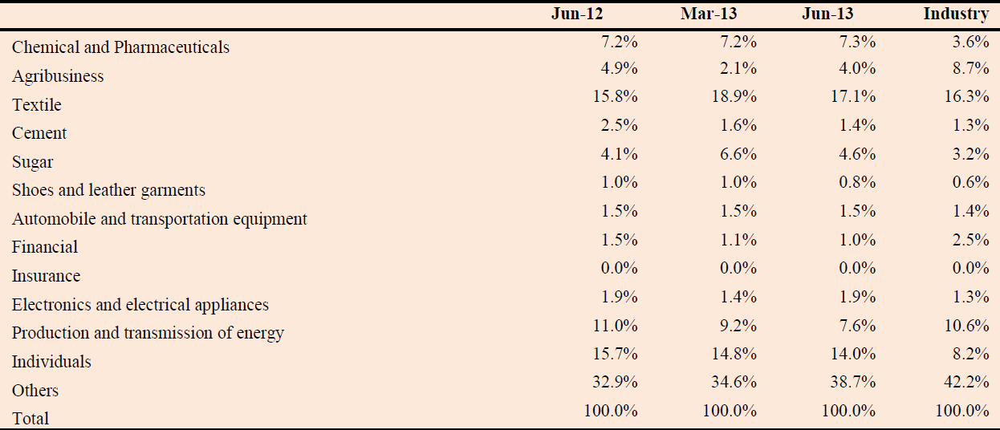 Jun-12 Mar-13 Jun-13 Industry
Chemical and Pharmaceuticals 7.2% 7.2% 7.3% 3.6%
Agribusiness 4.9% 2.1% 4.0% 8.7%
Textile 15.8% 18.9% 17.1% 16.3%
Cement 2.5% 1.6% 1.4% 1.3%
Sugar 4.1% 6.6% 4.6% 3.2%
Shoes and leather garments 1.0% 1.0% 0.8% 0.6%
Automobile and transportation equipment 1.5% 1.5% 1.5% 1.4%
Financial 1.5% 1.1% 1.0% 2.5%
Insurance 0.0% 0.0% 0.0% 0.0%
Electronics and electrical appliances 1.9% 1.4% 1.9% 1.3%
Production and transmission of energy 11.0% 9.2% 7.6% 10.6%
Individuals 15.7% 14.8% 14.0% 8.2%
Others 32.9% 34.6% 38.7% 42.2%
Total 100.0% 100.0% 100.0% 100.0%